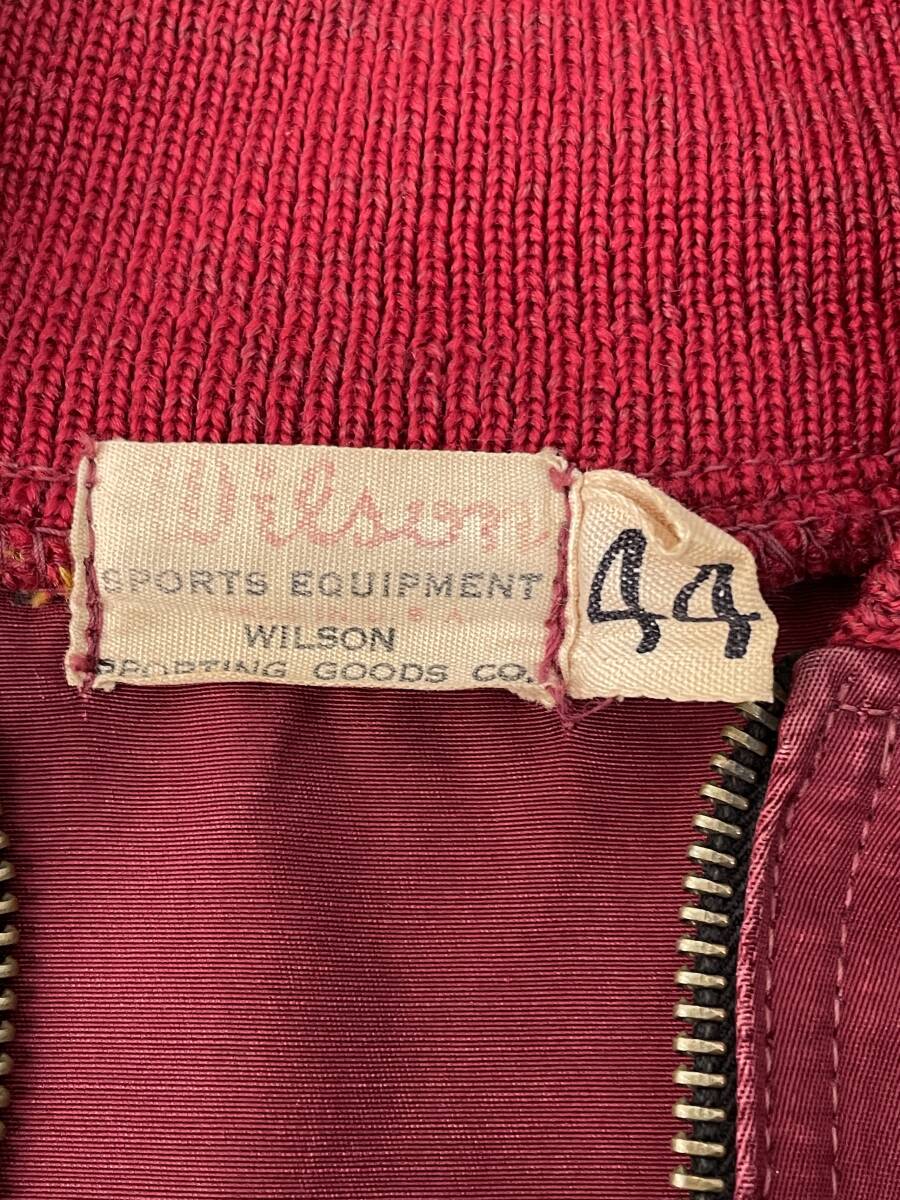 Wilson
SPORTS EQUIPMENT
WILSON
SPORTING GOODS CO.
44